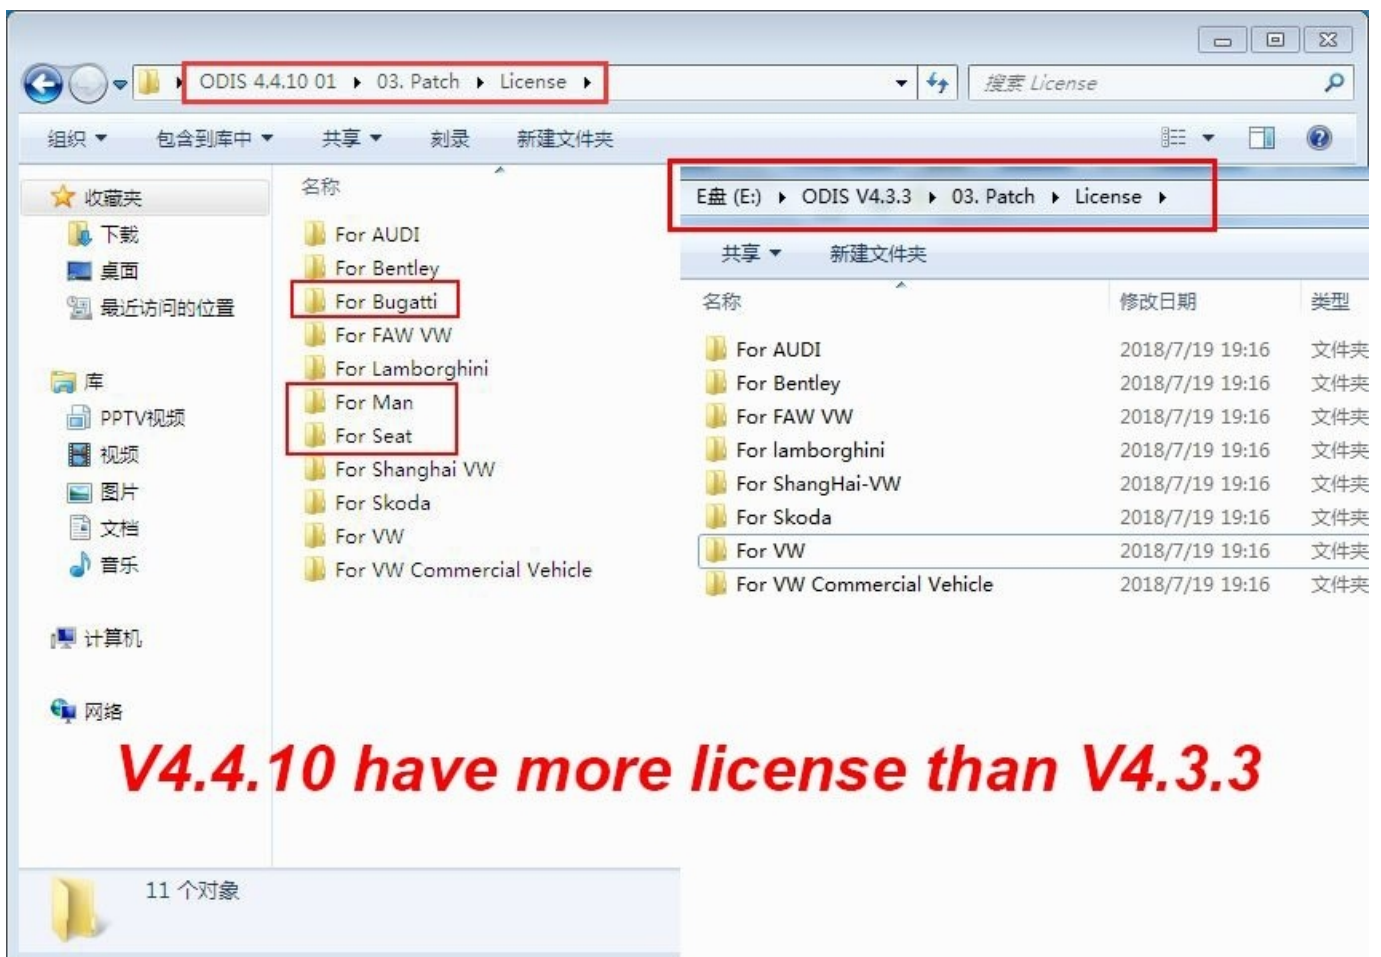 ODIS 4.4.10 01 ▸ 03. Patch ▸ License ▸
搜索 License
组织 包含到库中 共享 刻录 新建文件夹
收藏夹
下载
桌面
最近访问的位置
库
PPTV视频
视频
图片
文档
音乐
计算机
网络
名称
For AUDI
For Bentley
For Bugatti
For FAW VW
For Lamborghini
For Man
For Seat
For Shanghai VW
For Skoda
For VW
For VW Commercial Vehicle
E盘 (E:) ▸ ODIS V4.3.3 ▸ 03. Patch ▸ License ▸
共享 新建文件夹
名称 修改日期 类型
For AUDI 2018/7/19 19:16 文件夹
For Bentley 2018/7/19 19:16 文件夹
For FAW VW 2018/7/19 19:16 文件夹
For lamborghini 2018/7/19 19:16 文件夹
For ShangHai-VW 2018/7/19 19:16 文件夹
For Skoda 2018/7/19 19:16 文件夹
For VW 2018/7/19 19:16 文件夹
For VW Commercial Vehicle 2018/7/19 19:16 文件夹
V4.4.10 have more license than V4.3.3
11 个对象